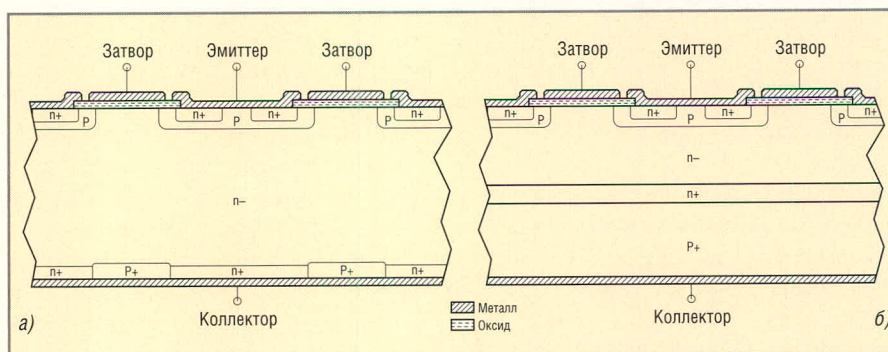 Затвор Эмиттер Затвор
n+ P n+ P n+ P n+
n–
n+ P+ n+ P+ n+
Коллектор
а)
Затвор Эмиттер Затвор
n+ P n+ P n+ P n+
n–
n+
P+
Коллектор
б)
Металл
Оксид